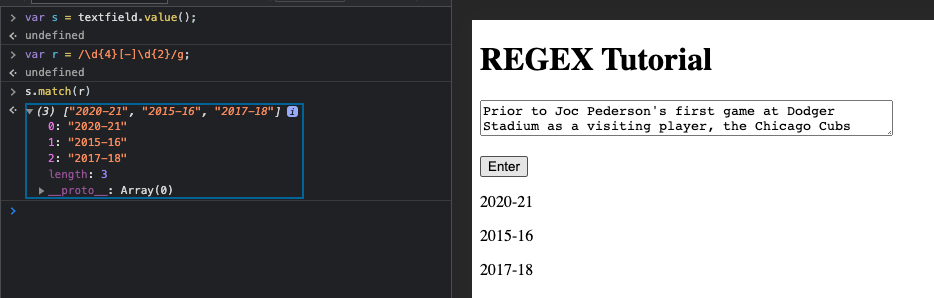 > var s = textfield.value();
< undefined
> var r = /\d{4}[-]\d{2}/g;
< undefined
> s.match(r)
< ▼(3) ["2020-21", "2015-16", "2017-18"] i
0: "2020-21"
1: "2015-16"
2: "2017-18"
length: 3
▶ __proto__: Array(0)
>
REGEX Tutorial
Prior to Joc Pederson's first game at Dodger
Stadium as a visiting player, the Chicago Cubs
Enter
2020-21
2015-16
2017-18